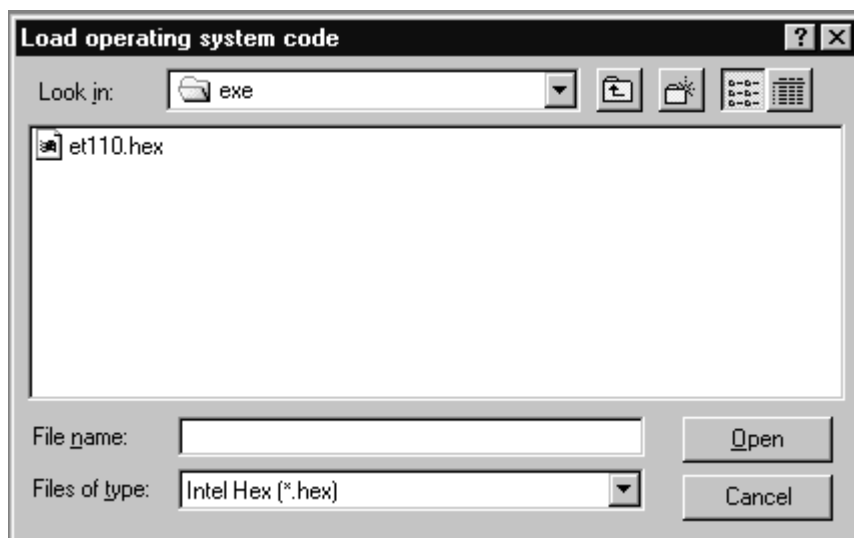 Load operating system code
Look in: exe
et110.hex
File name: Open
Files of type: Intel Hex (*.hex) Cancel